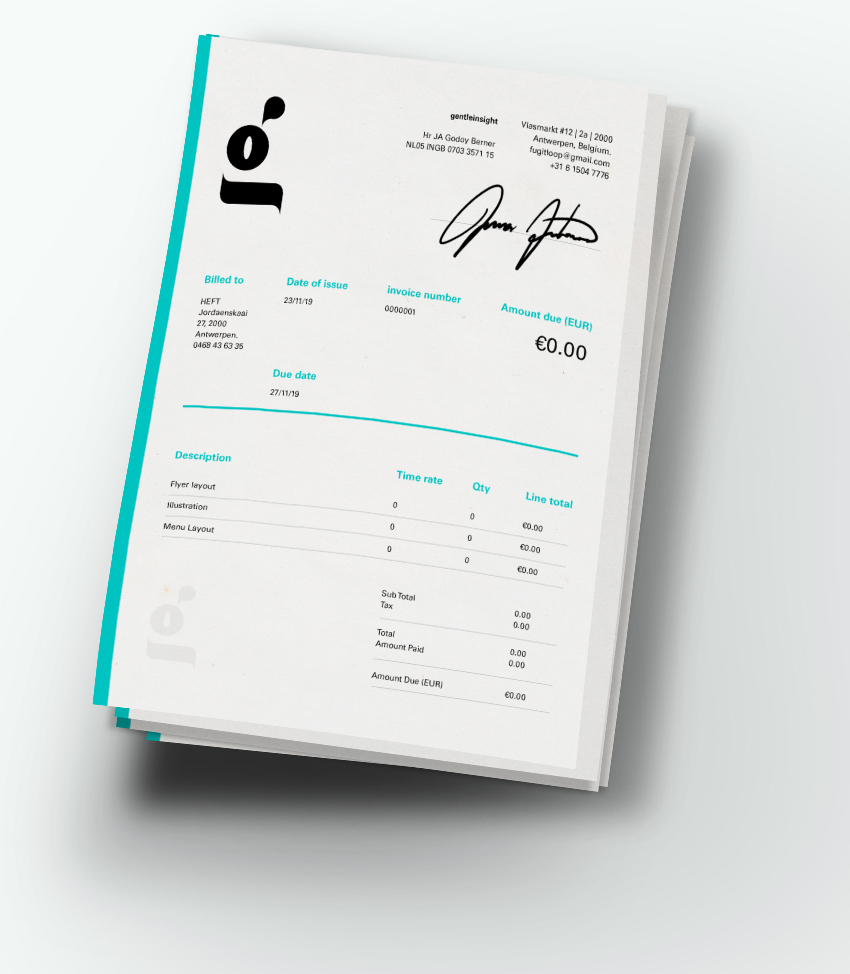 g
gentleinsight
Hr JA Godoy Berner
NL05 INGB 0703 3571 15
Vlasmarkt #12 | 2a | 2000
Antwerpen, Belgium.
fugitloop@gmail.com
+31 6 1504 7776
Billed to
HEFT
Jordaenskaai
27, 2000
Antwerpen.
0468 43 63 35
Date of issue
23/11/19
invoice number
0000001
Amount due (EUR)
€0.00
Due date
27/11/19
Description Time rate Qty Line total
Flyer layout 0 0 €0.00
Illustration 0 0 €0.00
Menu Layout 0 0 €0.00
Sub Total 0.00
Tax 0.00
Total 0.00
Amount Paid 0.00
Amount Due (EUR) €0.00
g